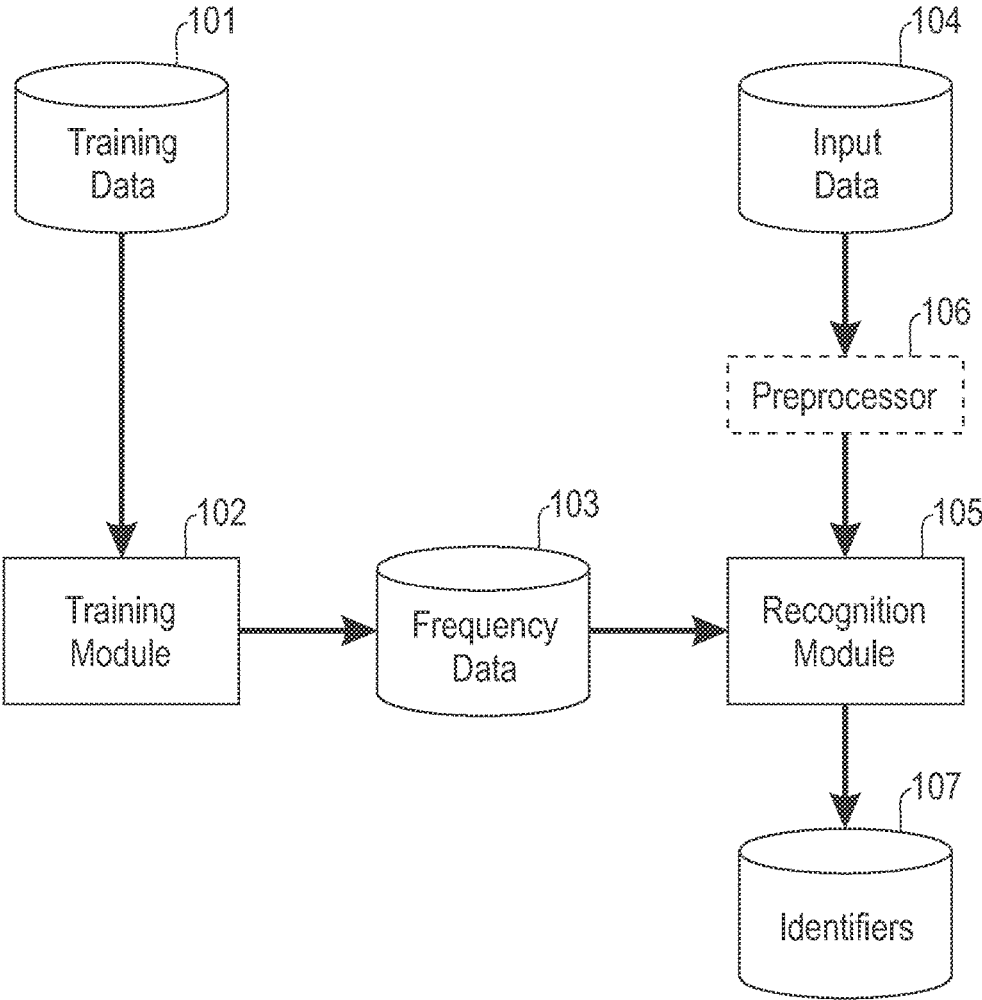 101
Training
Data
104
Input
Data
106
Preprocessor
102
Training
Module
103
Frequency
Data
105
Recognition
Module
107
Identifiers